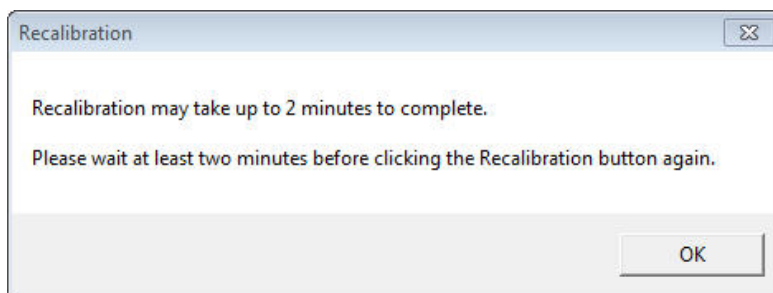 Recalibration
Recalibration may take up to 2 minutes to complete.
Please wait at least two minutes before clicking the Recalibration button again.
OK